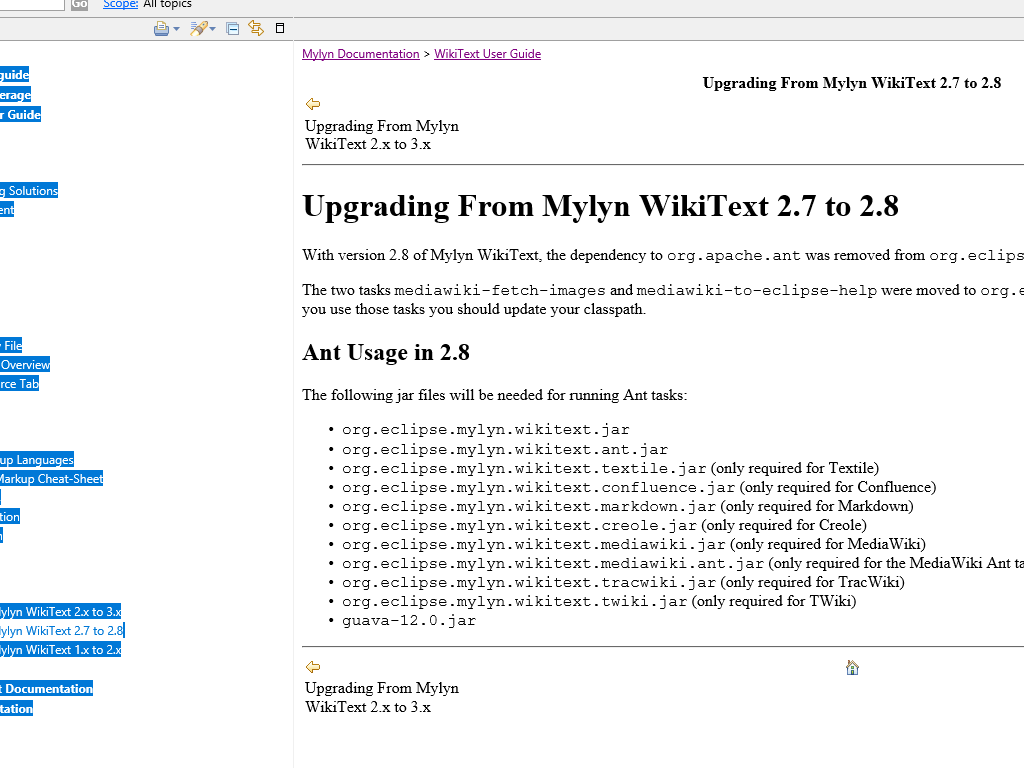 Go Scope: All topics
guide
erage
r Guide
g Solutions
ent
File
Overview
rce Tab
up Languages
Markup Cheat-Sheet
tion
Mylyn WikiText 2.x to 3.x
Mylyn WikiText 2.7 to 2.8
Mylyn WikiText 1.x to 2.x
t Documentation
tation
Mylyn Documentation > WikiText User Guide
Upgrading From Mylyn WikiText 2.7 to 2.8
Upgrading From Mylyn
WikiText 2.x to 3.x
Upgrading From Mylyn WikiText 2.7 to 2.8
With version 2.8 of Mylyn WikiText, the dependency to org.apache.ant was removed from org.eclips
The two tasks mediawiki-fetch-images and mediawiki-to-eclipse-help were moved to org.e
you use those tasks you should update your classpath.
Ant Usage in 2.8
The following jar files will be needed for running Ant tasks:
• org.eclipse.mylyn.wikitext.jar
• org.eclipse.mylyn.wikitext.ant.jar
• org.eclipse.mylyn.wikitext.textile.jar (only required for Textile)
• org.eclipse.mylyn.wikitext.confluence.jar (only required for Confluence)
• org.eclipse.mylyn.wikitext.markdown.jar (only required for Markdown)
• org.eclipse.mylyn.wikitext.creole.jar (only required for Creole)
• org.eclipse.mylyn.wikitext.mediawiki.jar (only required for MediaWiki)
• org.eclipse.mylyn.wikitext.mediawiki.ant.jar (only required for the MediaWiki Ant ta
• org.eclipse.mylyn.wikitext.tracwiki.jar (only required for TracWiki)
• org.eclipse.mylyn.wikitext.twiki.jar (only required for TWiki)
• guava-12.0.jar
Upgrading From Mylyn
WikiText 2.x to 3.x